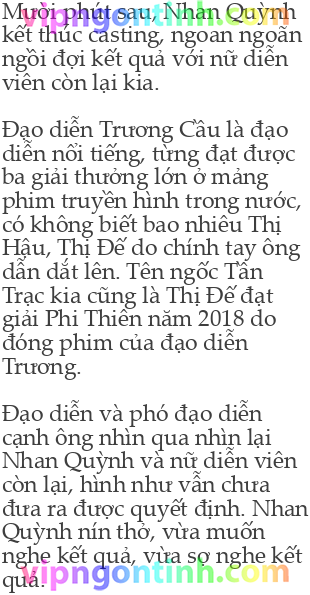 Mười phút sau, Nhan Quỳnh
kết thúc casting, ngoan ngoãn
ngồi đợi kết quả với nữ diễn
viên còn lại kia.
Đạo diễn Trương Cầu là đạo
diễn nổi tiếng, từng đạt được
ba giải thưởng lớn ở mảng
phim truyền hình trong nước,
có không biết bao nhiêu Thị
Hậu, Thị Đế do chính tay ông
dẫn dắt lên. Tên ngốc Tần
Trạc kia cũng là Thị Đế đạt
giải Phi Thiên năm 2018 do
đóng phim của đạo diễn
Trương.
Đạo diễn và phó đạo diễn
cạnh ông nhìn qua nhìn lại
Nhan Quỳnh và nữ diễn viên
còn lại, hình như vẫn chưa
đưa ra được quyết định. Nhan
Quỳnh nín thở, vừa muốn
nghe kết quả, vừa sợ nghe kết
quả.
vipngontinh.com
vipngontinh.com